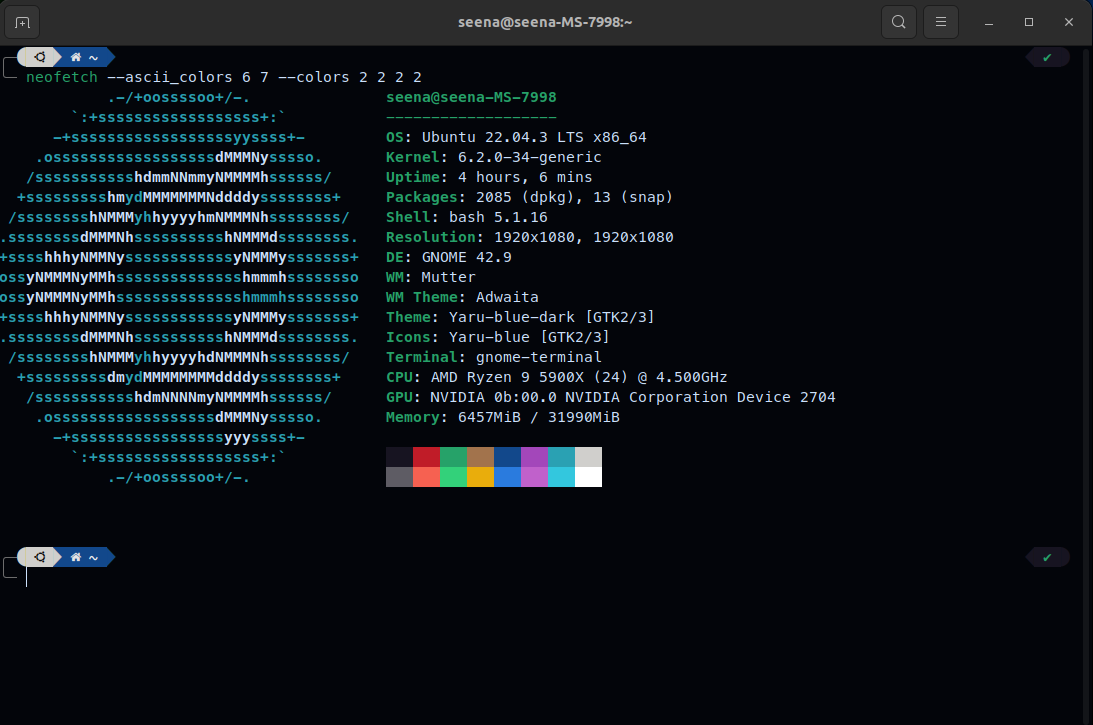 seena@seena-MS-7998:~
~ ✔
neofetch --ascii_colors 6 7 --colors 2 2 2 2
            .-/+oossssoo+/-.               seena@seena-MS-7998
        `:+ssssssssssssssssss+:`           -------------------
      -+ssssssssssssssssssyyssss+-         OS: Ubuntu 22.04.3 LTS x86_64
    .ossssssssssssssssssdMMMNysssso.       Kernel: 6.2.0-34-generic
   /ssssssssssshdmmNNmmyNMMMMhssssss/      Uptime: 4 hours, 6 mins
  +ssssssssshmydMMMMMMMNddddyssssssss+     Packages: 2085 (dpkg), 13 (snap)
 /sssssssshNMMMyhhyyyyhmNMMMNhssssssss/    Shell: bash 5.1.16
.ssssssssdMMMNhsssssssssshNMMMdssssssss.   Resolution: 1920x1080, 1920x1080
+sssshhhyNMMNyssssssssssssyNMMMysssssss+   DE: GNOME 42.9
ossyNMMMNyMMhsssssssssssssshmmmhssssssso   WM: Mutter
ossyNMMMNyMMhsssssssssssssshmmmhssssssso   WM Theme: Adwaita
+sssshhhyNMMNyssssssssssssyNMMMysssssss+   Theme: Yaru-blue-dark [GTK2/3]
.ssssssssdMMMNhsssssssssshNMMMdssssssss.   Icons: Yaru-blue [GTK2/3]
 /sssssssshNMMMyhhyyyyhdNMMMNhssssssss/    Terminal: gnome-terminal
  +sssssssssdmydMMMMMMMMddddyssssssss+     CPU: AMD Ryzen 9 5900X (24) @ 4.500GHz
   /ssssssssssshdmNNNNmyNMMMMhssssss/      GPU: NVIDIA 0b:00.0 NVIDIA Corporation Device 2704
    .ossssssssssssssssssdMMMNysssso.       Memory: 6457MiB / 31990MiB
      -+sssssssssssssssssyyyssss+-
        `:+ssssssssssssssssss+:`
            .-/+oossssoo+/-.
~ ✔